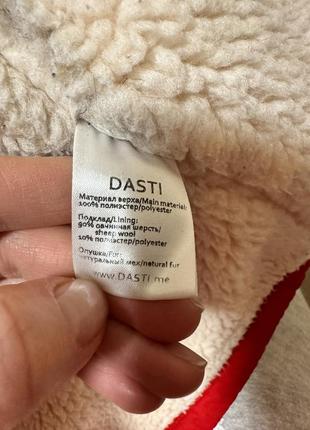 DASTI
Материал верха/Main material:
100% полиэстер/polyester
Подклад/Lining:
90% овчинная шерсть/
sheep wool
10% полиэстер/polyester
Опушка/Fur:
натуральный мех/natural fur
www.DASTI.me